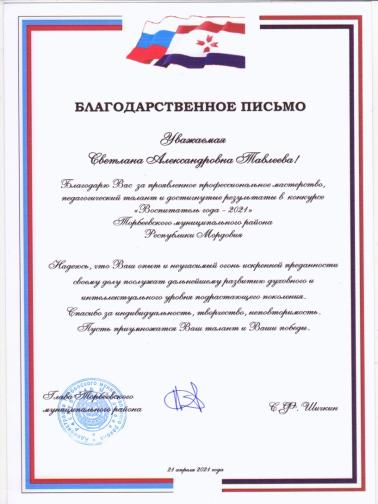 БЛАГОДАРСТВЕННОЕ ПИСЬМО
Уважаемая
Светлана Александровна Тавлеева!
Благодарю Вас за проявленное профессиональное мастерство,
педагогический талант и достигнутые результаты в конкурсе
«Воспитатель года - 2021»
Торбеевского муниципального района
Республики Мордовия
Надеюсь, что Ваш опыт и неугасимый огонь искренней преданности
своему делу послужат дальнейшему развитию духовного и
интеллектуального уровня подрастающего поколения.
Спасибо за индивидуальность, творчество, неповторимость.
Пусть приумножатся Ваш талант и Ваши победы.
Глава Торбеевского
муниципального района
С.Ф. Шичкин
21 апреля 2021 года